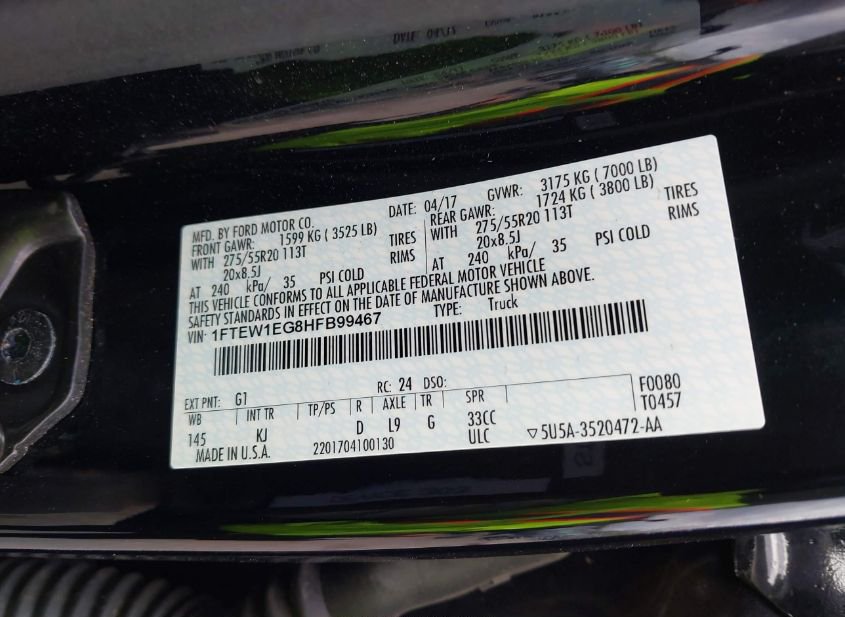 MFD. BY FORD MOTOR CO. DATE: 04/17 GVWR: 3175 KG ( 7000 LB)
FRONT GAWR: 1599 KG ( 3525 LB) REAR GAWR: 1724 KG ( 3800 LB)
WITH 275/55R20 113T TIRES WITH 275/55R20 113T TIRES
20x8.5J RIMS 20x8.5J RIMS
AT 240 kPa/ 35 PSI COLD AT 240 kPa/ 35 PSI COLD
THIS VEHICLE CONFORMS TO ALL APPLICABLE FEDERAL MOTOR VEHICLE
SAFETY STANDARDS IN EFFECT ON THE DATE OF MANUFACTURE SHOWN ABOVE.
VIN: 1FTEW1EG8HFB99467 TYPE: Truck
EXT PNT: G1 RC: 24 DSO: F0080
WB INT TR TP/PS R AXLE TR SPR T0457
145 KJ D L9 G 33CC
MADE IN U.S.A. 2201704100130 ULC ▽5U5A-3520472-AA